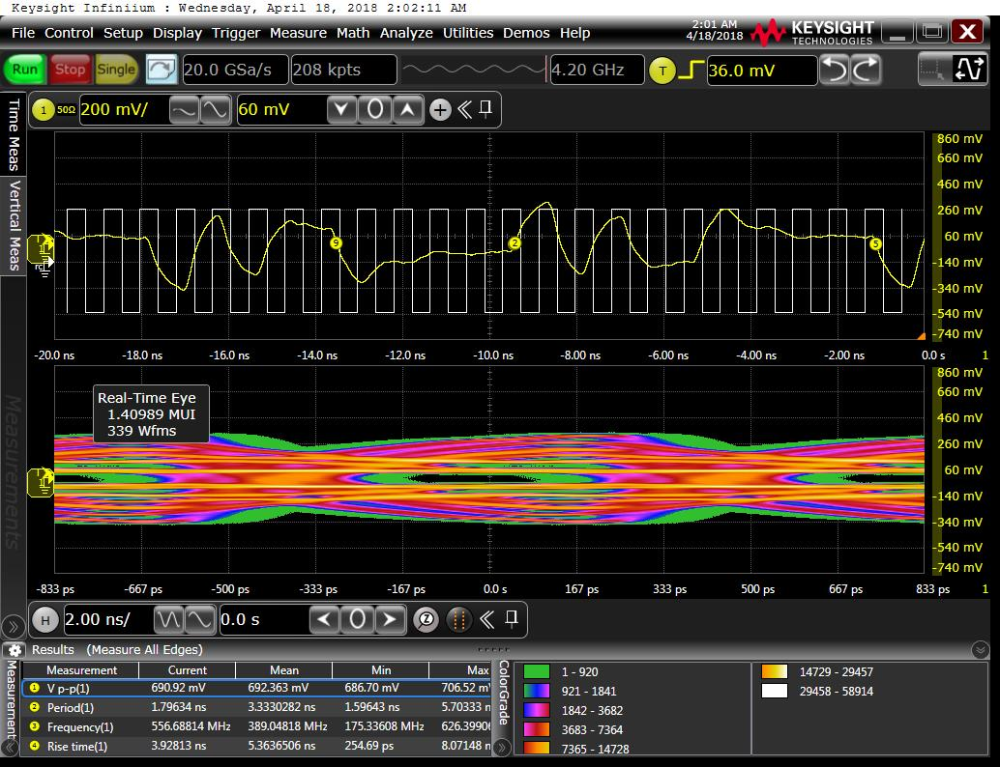 Keysight Infiniium : Wednesday, April 18, 2018 2:02:11 AM
File Control Setup Display Trigger Measure Math Analyze Utilities Demos Help
2:01 AM
4/18/2018
KEYSIGHT
TECHNOLOGIES
Run Stop Single 20.0 GSa/s 208 kpts 4.20 GHz T 36.0 mV
1 50Ω 200 mV/ 60 mV
Time Meas
Vertical Meas
860 mV
660 mV
460 mV
260 mV
60 mV
-140 mV
-340 mV
-540 mV
-740 mV
9 2 5
-20.0 ns -18.0 ns -16.0 ns -14.0 ns -12.0 ns -10.0 ns -8.00 ns -6.00 ns -4.00 ns -2.00 ns 0.0 s 1
Real-Time Eye
1.40989 MUI
339 Wfms
860 mV
660 mV
460 mV
260 mV
60 mV
-140 mV
-340 mV
-540 mV
-740 mV
Measurements
-833 ps -667 ps -500 ps -333 ps -167 ps 0.0 s 167 ps 333 ps 500 ps 667 ps 833 ps 1
H 2.00 ns/ 0.0 s
Results (Measure All Edges)
Measurement Current Mean Min Max
1 V p-p(1) 690.92 mV 692.363 mV 686.70 mV 706.52 m
2 Period(1) 1.79634 ns 3.3330282 ns 1.59643 ns 5.70333 n
3 Frequency(1) 556.68814 MHz 389.04818 MHz 175.33608 MHz 626.3990
4 Rise time(1) 3.92813 ns 5.3636506 ns 254.69 ps 8.07148 n
Measurement
ColorGrade
1 - 920
921 - 1841
1842 - 3682
3683 - 7364
7365 - 14728
14729 - 29457
29458 - 58914